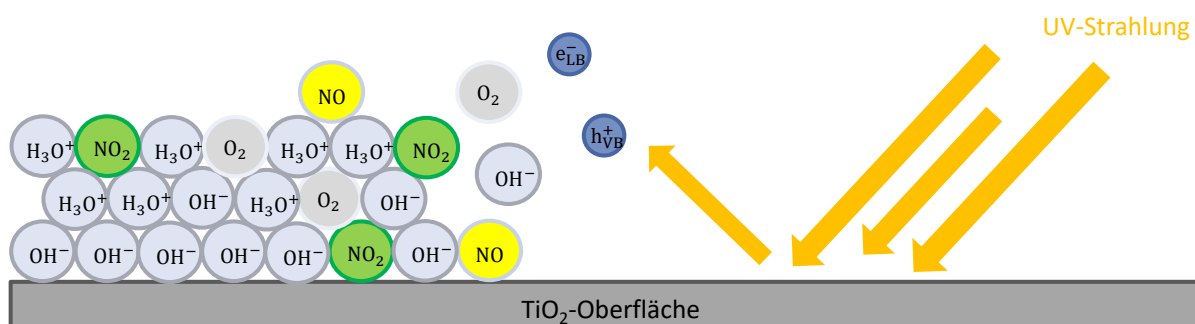 UV-Strahlung
e⁻LB
NO
O₂
h⁺VB
H₃O⁺ NO₂ H₃O⁺ O₂ H₃O⁺ H₃O⁺ NO₂
OH⁻
H₃O⁺ H₃O⁺ OH⁻ H₃O⁺ O₂ OH⁻
OH⁻ OH⁻ OH⁻ OH⁻ OH⁻ NO₂ OH⁻ NO
TiO₂-Oberfläche